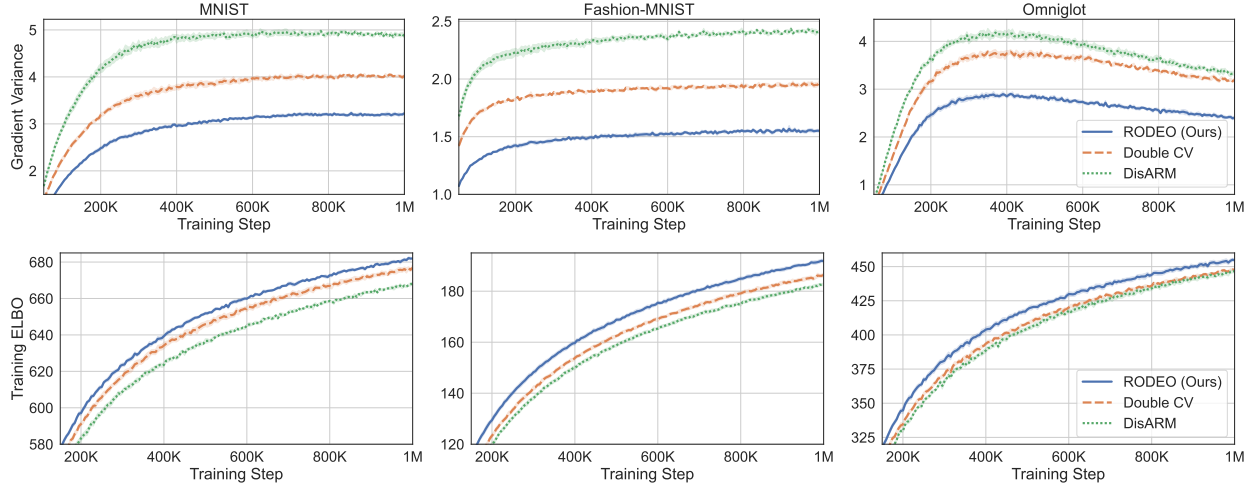 MNIST
Fashion-MNIST
Omniglot
Gradient Variance
5
4
3
2
200K 400K 600K 800K 1M
Training Step
2.5
2.0
1.5
1.0
200K 400K 600K 800K 1M
Training Step
4
3
2
1
RODEO (Ours)
Double CV
DisARM
200K 400K 600K 800K 1M
Training Step
Training ELBO
680
660
640
620
600
580
200K 400K 600K 800K 1M
Training Step
180
160
140
120
200K 400K 600K 800K 1M
Training Step
450
425
400
375
350
325
RODEO (Ours)
Double CV
DisARM
200K 400K 600K 800K 1M
Training Step